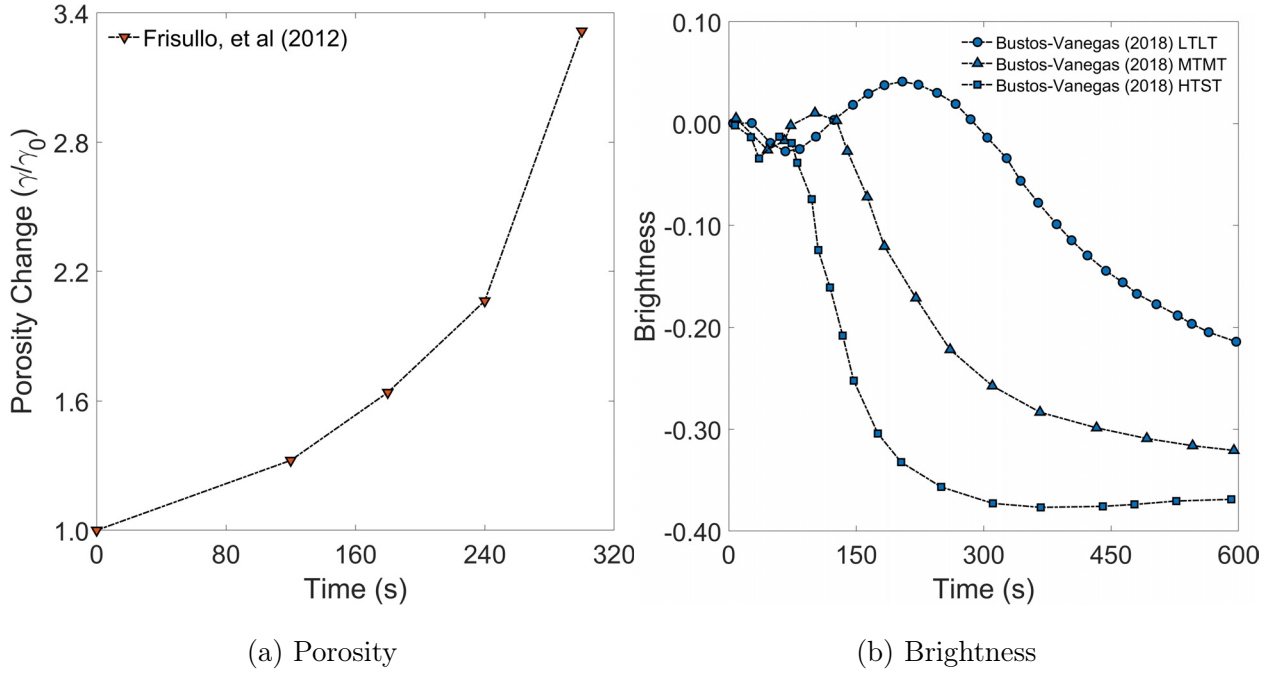 Porosity Change (γ/γ0)
3.4
2.8
2.2
1.6
1.0
Frisullo, et al (2012)
0 80 160 240 320
Time (s)
(a) Porosity
Brightness
0.10
0.00
-0.10
-0.20
-0.30
-0.40
Bustos-Vanegas (2018) LTLT
Bustos-Vanegas (2018) MTMT
Bustos-Vanegas (2018) HTST
0 150 300 450 600
Time (s)
(b) Brightness